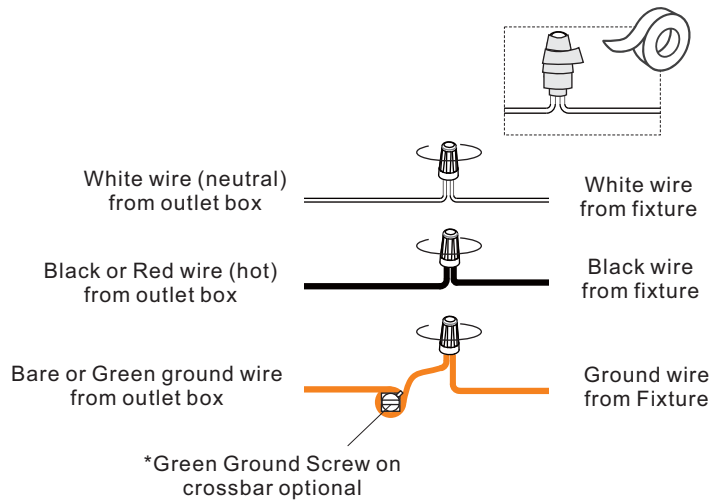 White wire (neutral)
from outlet box
White wire
from fixture
Black or Red wire (hot)
from outlet box
Black wire
from fixture
Bare or Green ground wire
from outlet box
Ground wire
from Fixture
*Green Ground Screw on
crossbar optional